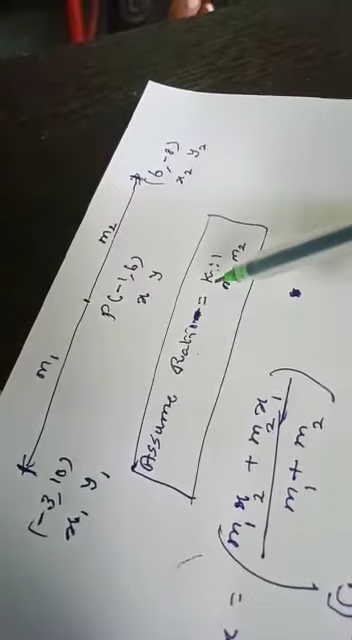 (-3, 10)
x₁ y₁
m₁
P(-1, 6)
x y
m₂
(6, -8)
x₂ y₂
Assume Ratio = K:1
m₂
x = (m₁x₂ + m₂x₁ / m₁ + m₂)